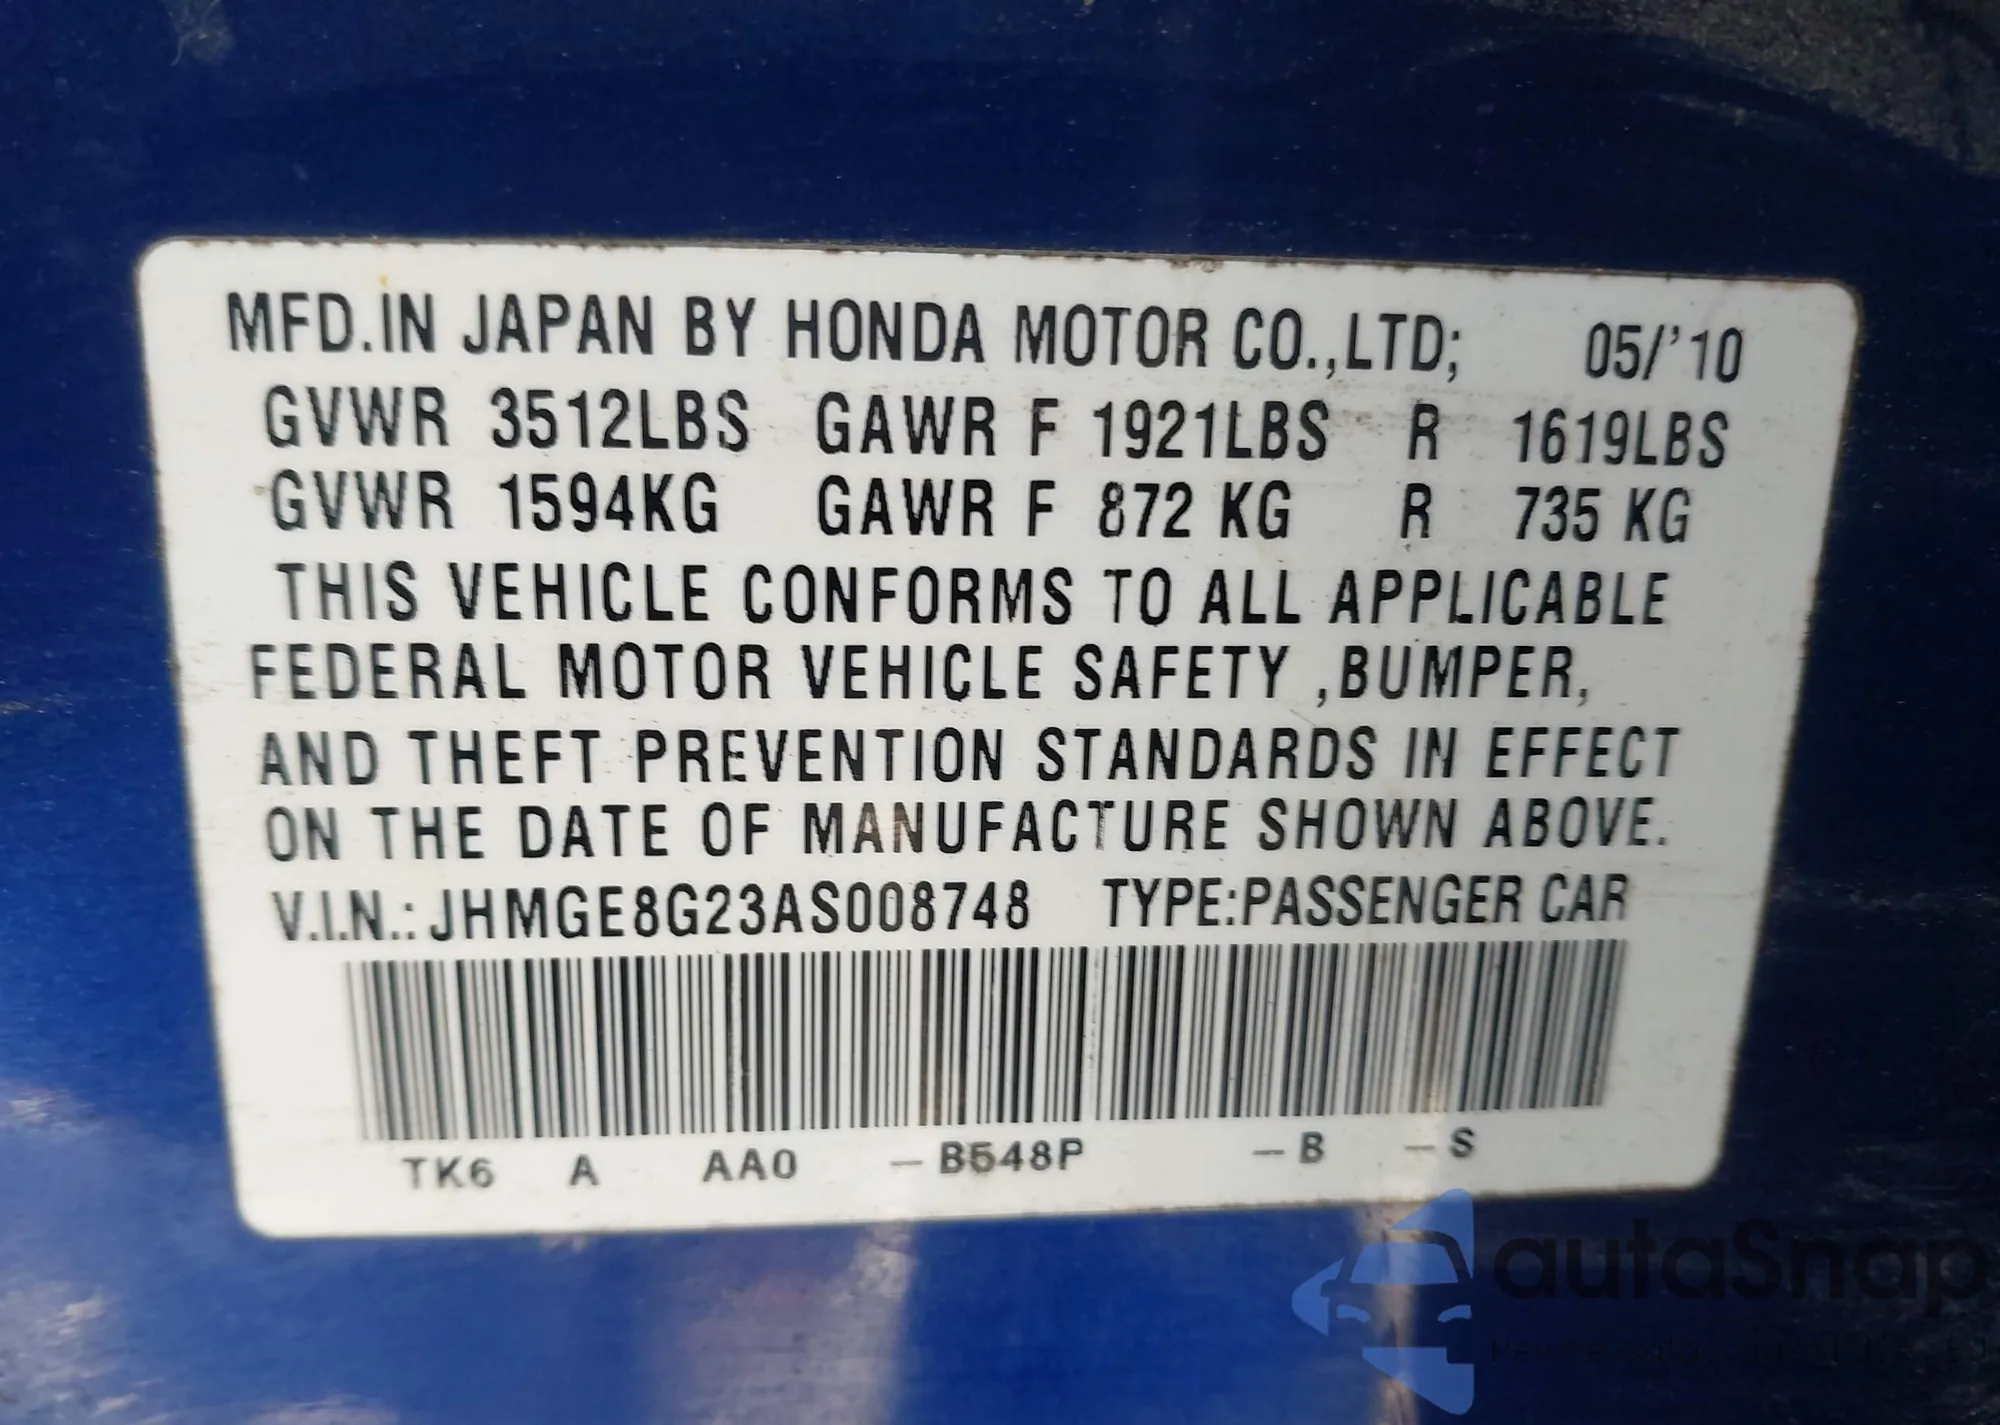 MFD.IN JAPAN BY HONDA MOTOR CO.,LTD; 05/'10
GVWR 3512LBS GAWR F 1921LBS R 1619LBS
GVWR 1594KG GAWR F 872 KG R 735 KG
THIS VEHICLE CONFORMS TO ALL APPLICABLE
FEDERAL MOTOR VEHICLE SAFETY ,BUMPER,
AND THEFT PREVENTION STANDARDS IN EFFECT
ON THE DATE OF MANUFACTURE SHOWN ABOVE.
V.I.N.: JHMGE8G23AS008748 TYPE:PASSENGER CAR
TK6 A AA0 – B548P – B – S
autaSnap